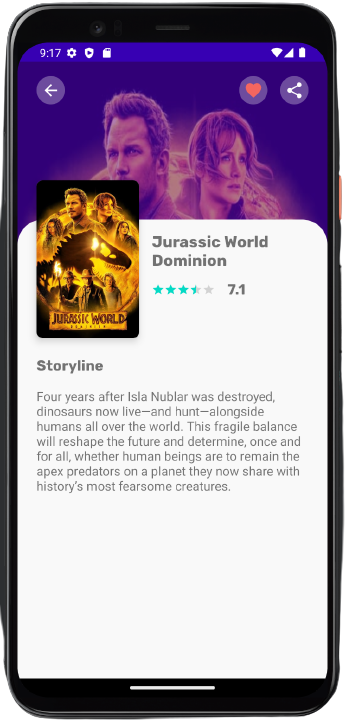 9:17
Jurassic World
Dominion
7.1
JURASSIC WORLD
DOMINION
Storyline
Four years after Isla Nublar was destroyed,
dinosaurs now live—and hunt—alongside
humans all over the world. This fragile balance
will reshape the future and determine, once and
for all, whether human beings are to remain the
apex predators on a planet they now share with
history’s most fearsome creatures.